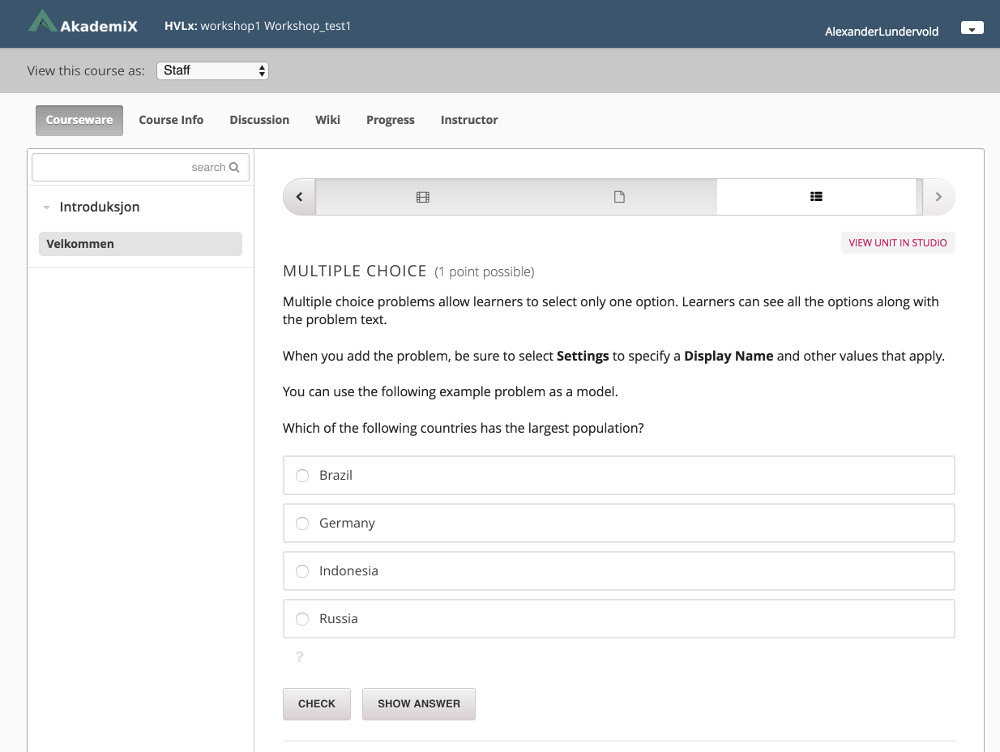 AkademiX HVLx: workshop1 Workshop_test1
AlexanderLundervold
View this course as: Staff
Courseware Course Info Discussion Wiki Progress Instructor
search
Introduksjon
Velkommen
VIEW UNIT IN STUDIO
MULTIPLE CHOICE (1 point possible)
Multiple choice problems allow learners to select only one option. Learners can see all the options along with
the problem text.
When you add the problem, be sure to select Settings to specify a Display Name and other values that apply.
You can use the following example problem as a model.
Which of the following countries has the largest population?
Brazil
Germany
Indonesia
Russia
?
CHECK SHOW ANSWER